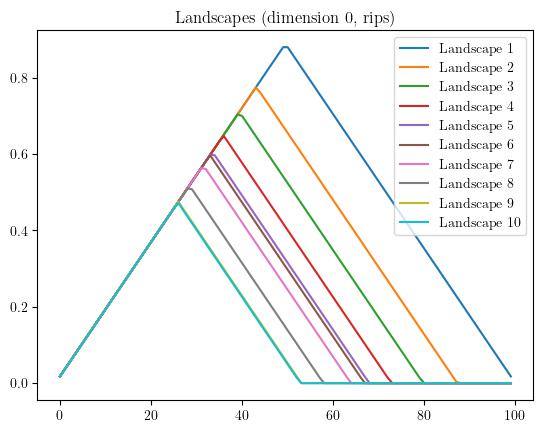 Landscapes (dimension 0, rips)
Landscape 1
Landscape 2
Landscape 3
Landscape 4
Landscape 5
Landscape 6
Landscape 7
Landscape 8
Landscape 9
Landscape 10
0.8
0.6
0.4
0.2
0.0
0 20 40 60 80 100